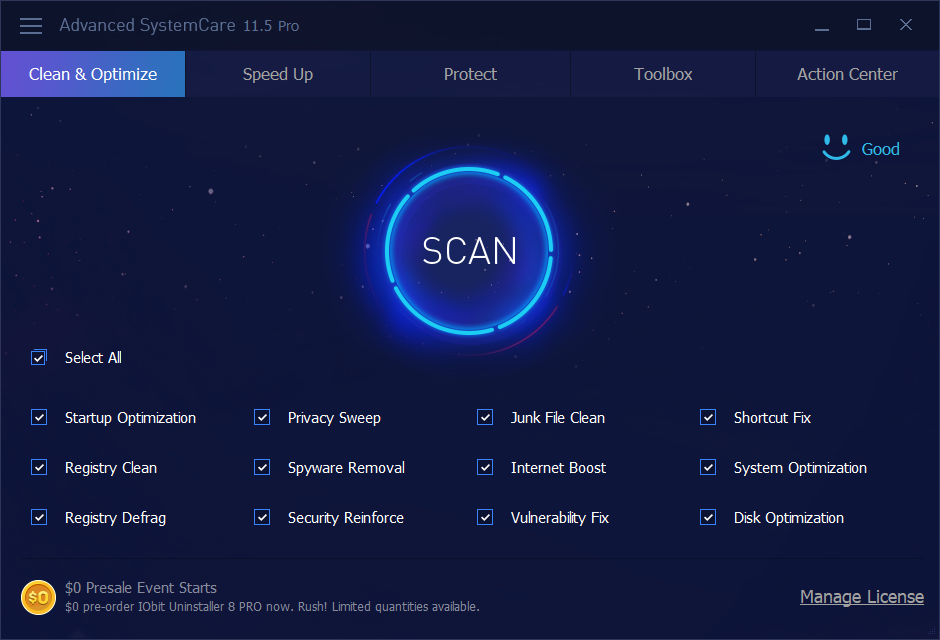 Advanced SystemCare 11.5 Pro
Clean & Optimize
Speed Up
Protect
Toolbox
Action Center
Good
SCAN
Select All
Startup Optimization
Privacy Sweep
Junk File Clean
Shortcut Fix
Registry Clean
Spyware Removal
Internet Boost
System Optimization
Registry Defrag
Security Reinforce
Vulnerability Fix
Disk Optimization
$0
$0 Presale Event Starts
$0 pre-order IObit Uninstaller 8 PRO now. Rush! Limited quantities available.
Manage License